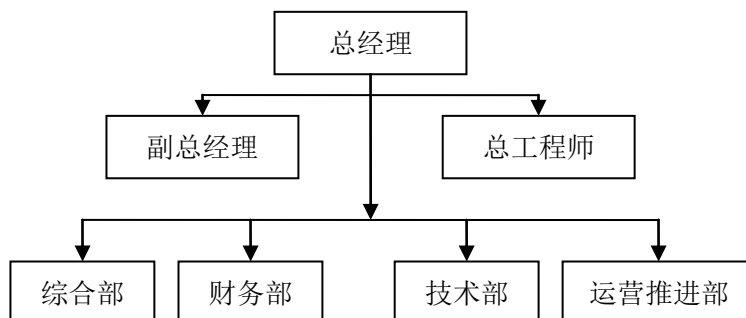 总经理
副总经理
总工程师
综合部
财务部
技术部
运营推进部